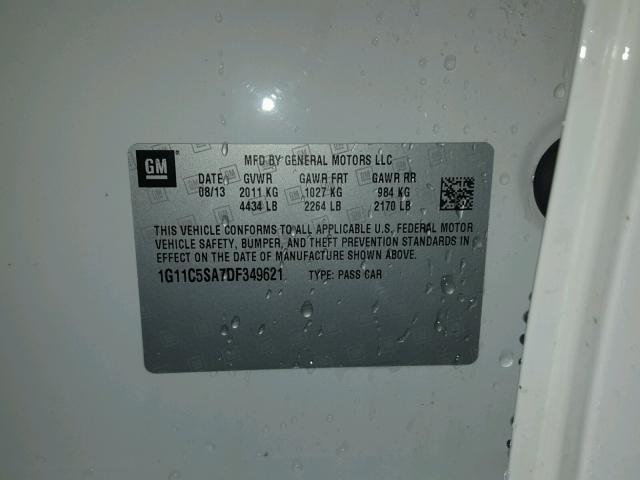 GM MFD BY GENERAL MOTORS LLC
DATE GVWR GAWR FRT GAWR RR
08/13 2011 KG 1027 KG 984 KG
4434 LB 2264 LB 2170 LB
THIS VEHICLE CONFORMS TO ALL APPLICABLE U.S. FEDERAL MOTOR
VEHICLE SAFETY, BUMPER, AND THEFT PREVENTION STANDARDS IN
EFFECT ON THE DATE OF MANUFACTURE SHOWN ABOVE.
1G11C5SA7DF349621 TYPE: PASS CAR